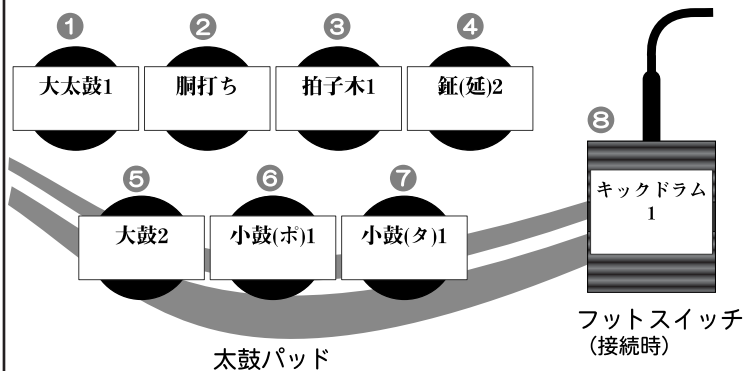 ① ② ③ ④
大太鼓1 胴打ち 拍子木1 鉦(延)2
⑧
キックドラム
1
⑤ ⑥ ⑦
大鼓2 小鼓(ポ)1 小鼓(タ)1
フットスイッチ
(接続時)
太鼓パッド